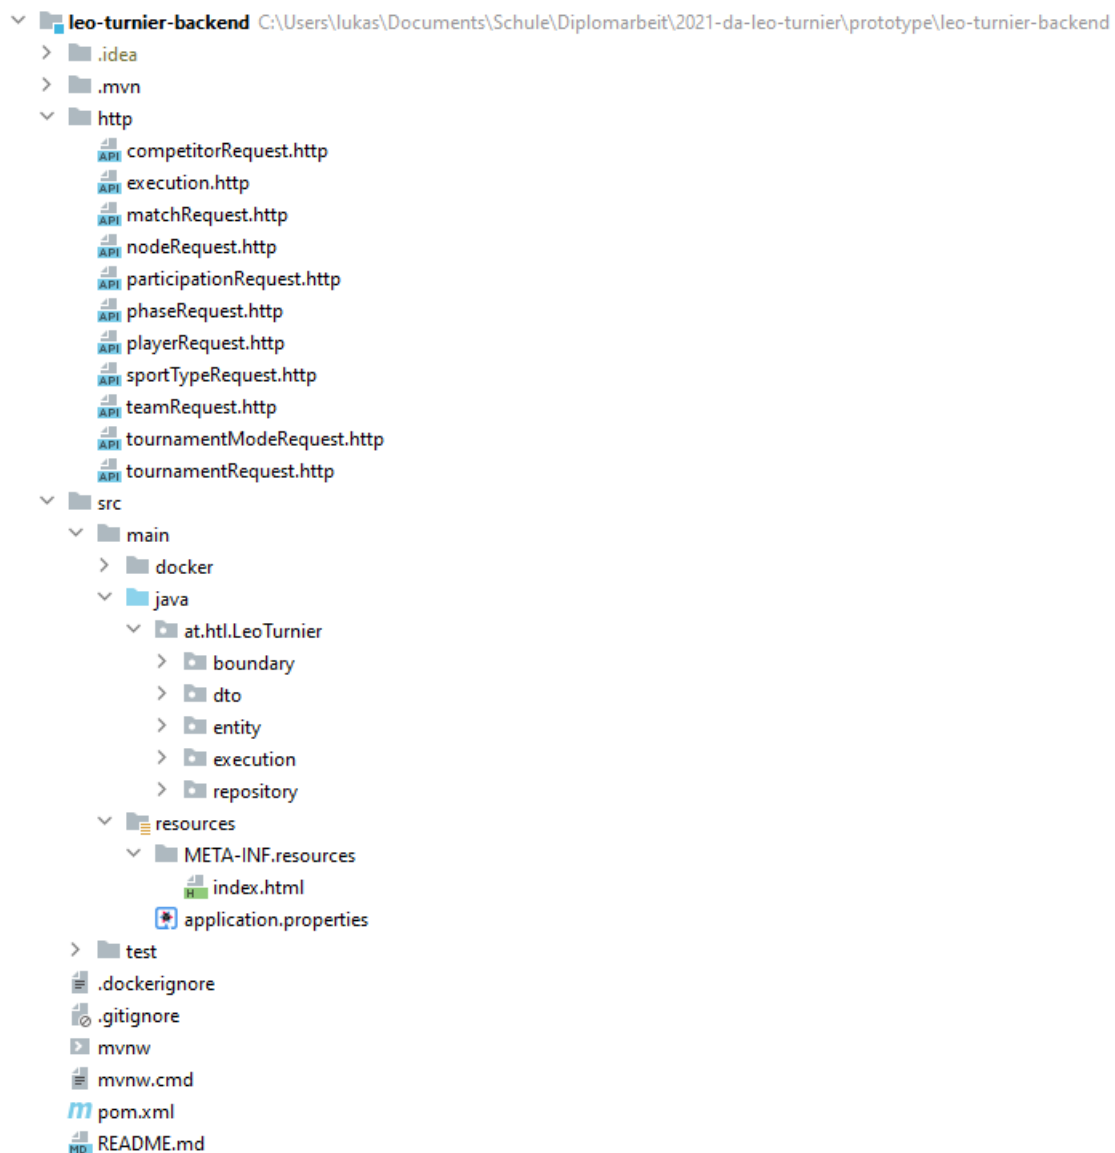 leo-turnier-backend C:\Users\lukas\Documents\Schule\Diplomarbeit\2021-da-leo-turnier\prototype\leo-turnier-backend
.idea
.mvn
http
API competitorRequest.http
API execution.http
API matchRequest.http
API nodeRequest.http
API participationRequest.http
API phaseRequest.http
API playerRequest.http
API sportTypeRequest.http
API teamRequest.http
API tournamentModeRequest.http
API tournamentRequest.http
src
main
docker
java
at.htl.LeoTurnier
boundary
dto
entity
execution
repository
resources
META-INF.resources
H index.html
application.properties
test
.dockerignore
.gitignore
mvnw
mvnw.cmd
m pom.xml
MD README.md